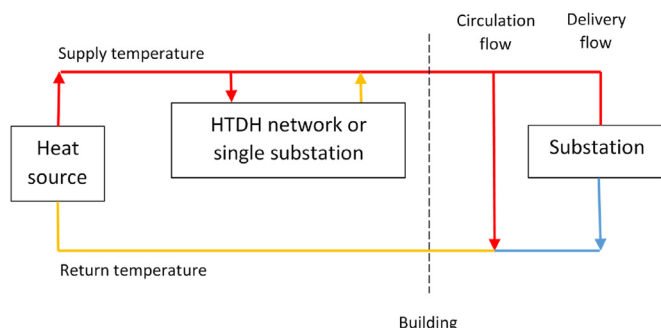 Circulation
flow
Delivery
flow
Supply temperature
HTDH network or
single substation
Heat
source
Substation
Return temperature
Building